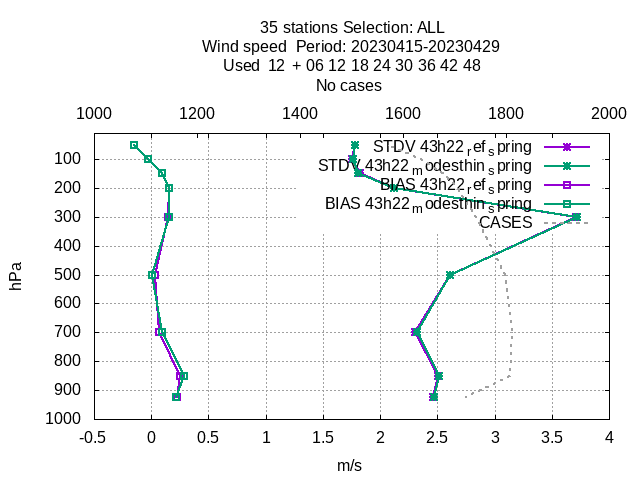 35 stations Selection: ALL
Wind speed  Period: 20230415-20230429
Used  12  + 06 12 18 24 30 36 42 48
No cases
1000 1200 1400 1600 1800 2000
STDV 43h22_ref_spring
STDV 43h22_modesthin_spring
BIAS 43h22_ref_spring
BIAS 43h22_modesthin_spring
CASES
100
200
300
400
500
600
700
800
900
1000
hPa
-0.5 0 0.5 1 1.5 2 2.5 3 3.5 4
m/s